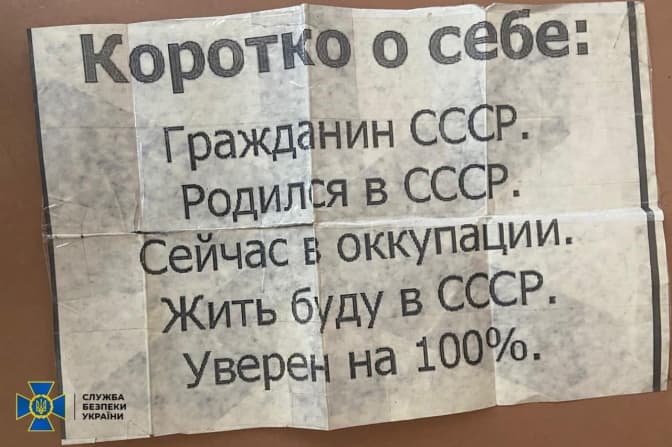 Коротко о себе:
Гражданин СССР.
Родился в СССР.
Сейчас в оккупации.
Жить буду в СССР.
Уверен на 100%.
СЛУЖБА
БЕЗПЕКИ
УКРАЇНИ